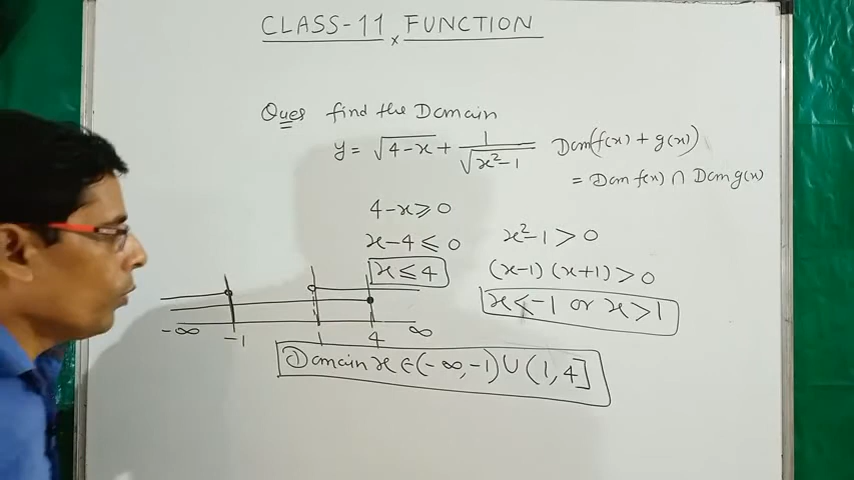 CLASS-11 x FUNCTION
Ques find the Domain
y = √4-x + 1/√x²-1 Dom(f(x) + g(x))
= Dom f(x) ∩ Dom g(x)
4-x ≥ 0
x-4 ≤ 0
x ≤ 4
x²-1 > 0
(x-1) (x+1) > 0
x < -1 or x > 1
-∞ -1 1 4 ∞
Domain x ∈ (-∞, -1) ∪ (1, 4]